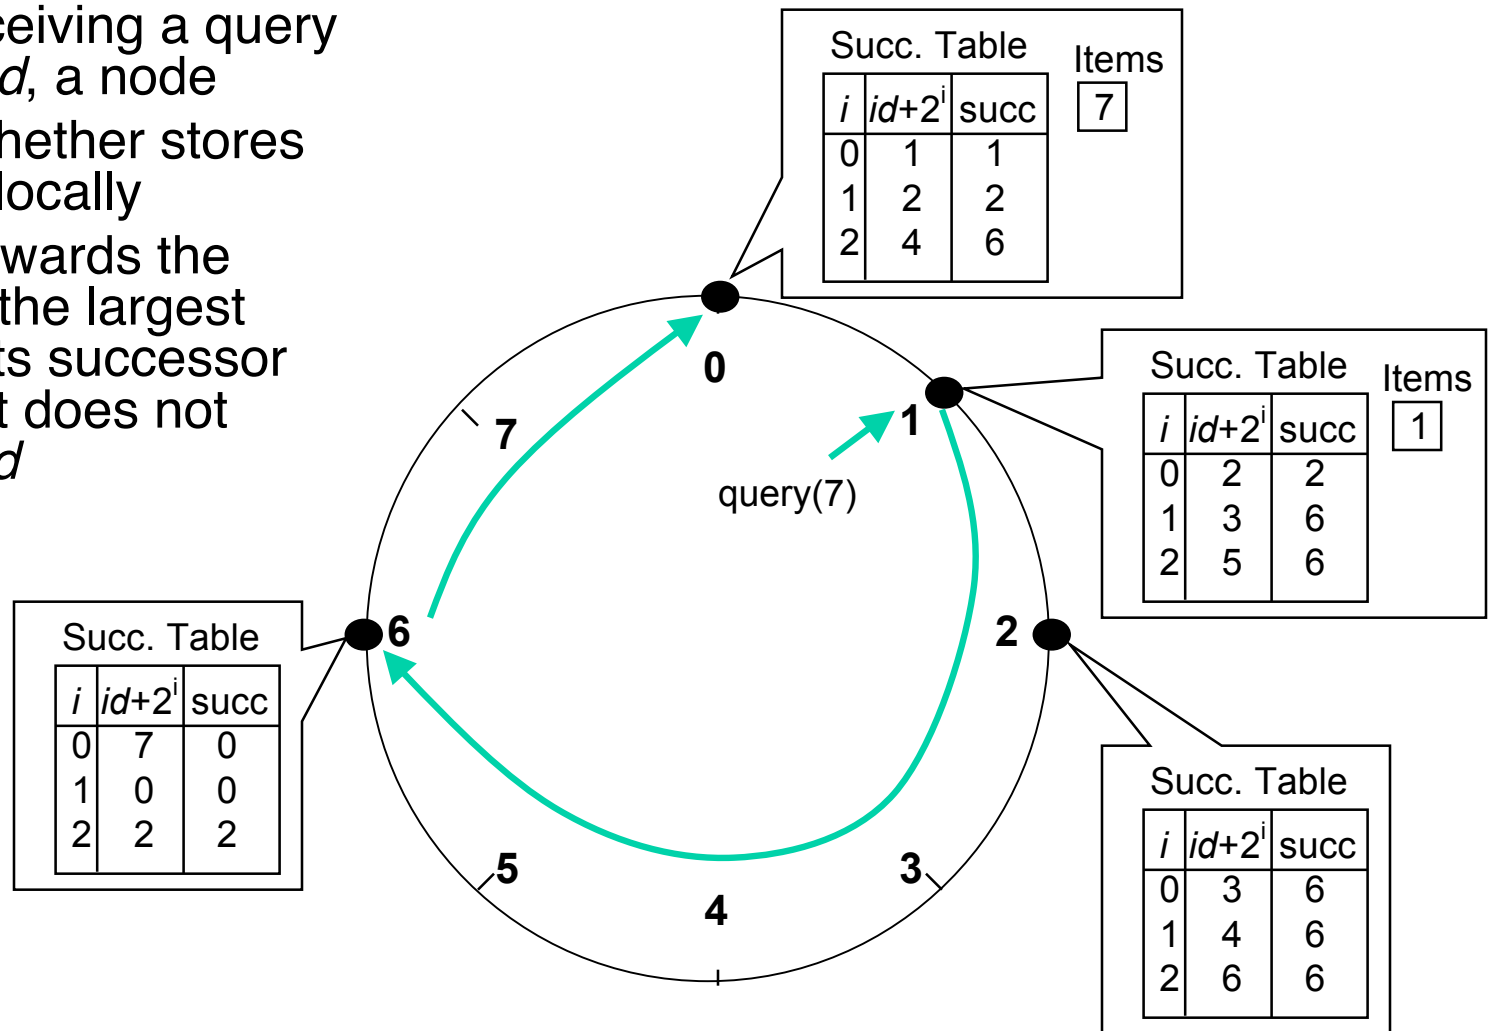 ceiving a query
d, a node
hether stores
locally
wards the
the largest
ts successor
t does not
d
Succ. Table
Items
i id+2^i succ
7
0 1 1
1 2 2
2 4 6
0
7
1
query(7)
6
2
5
3
4
Succ. Table
Items
i id+2^i succ
1
0 2 2
1 3 6
2 5 6
Succ. Table
i id+2^i succ
0 7 0
1 0 0
2 2 2
Succ. Table
i id+2^i succ
0 3 6
1 4 6
2 6 6